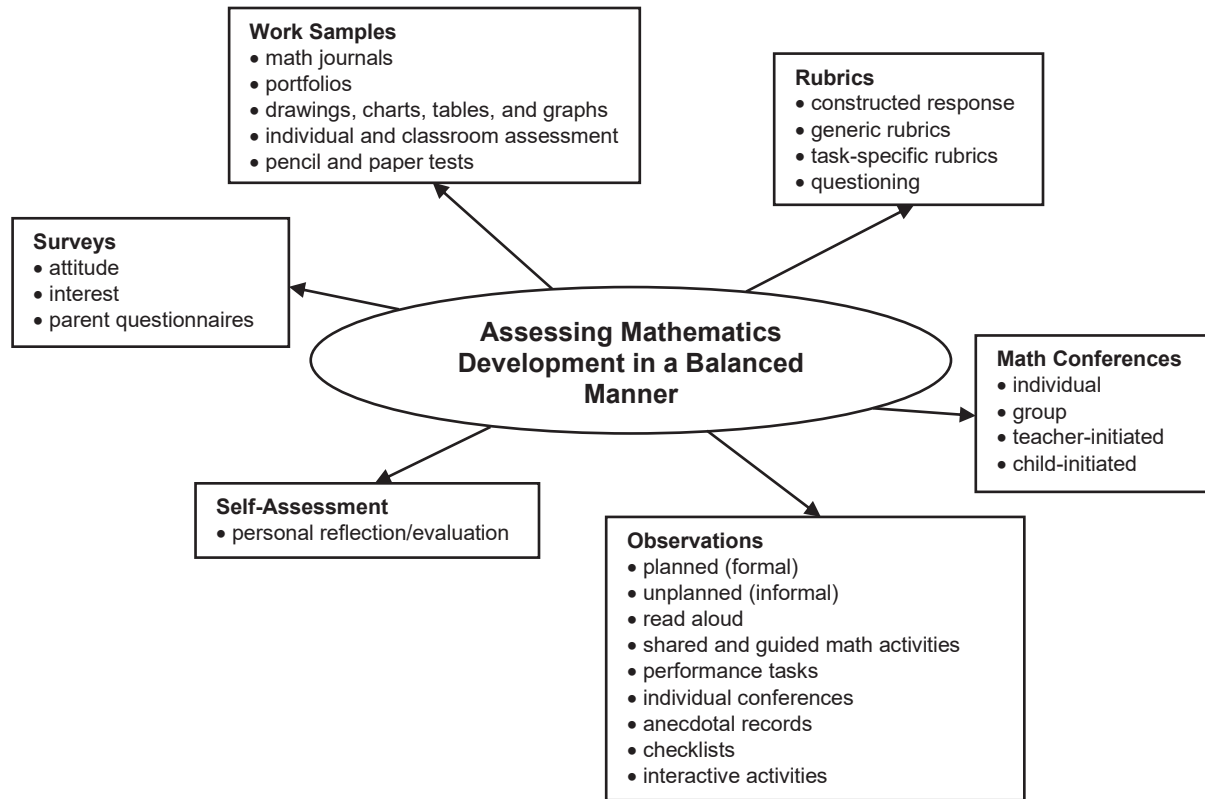 Work Samples
• math journals
• portfolios
• drawings, charts, tables, and graphs
• individual and classroom assessment
• pencil and paper tests
Rubrics
• constructed response
• generic rubrics
• task-specific rubrics
• questioning
Surveys
• attitude
• interest
• parent questionnaires
Assessing Mathematics
Development in a Balanced
Manner
Math Conferences
• individual
• group
• teacher-initiated
• child-initiated
Self-Assessment
• personal reflection/evaluation
Observations
• planned (formal)
• unplanned (informal)
• read aloud
• shared and guided math activities
• performance tasks
• individual conferences
• anecdotal records
• checklists
• interactive activities